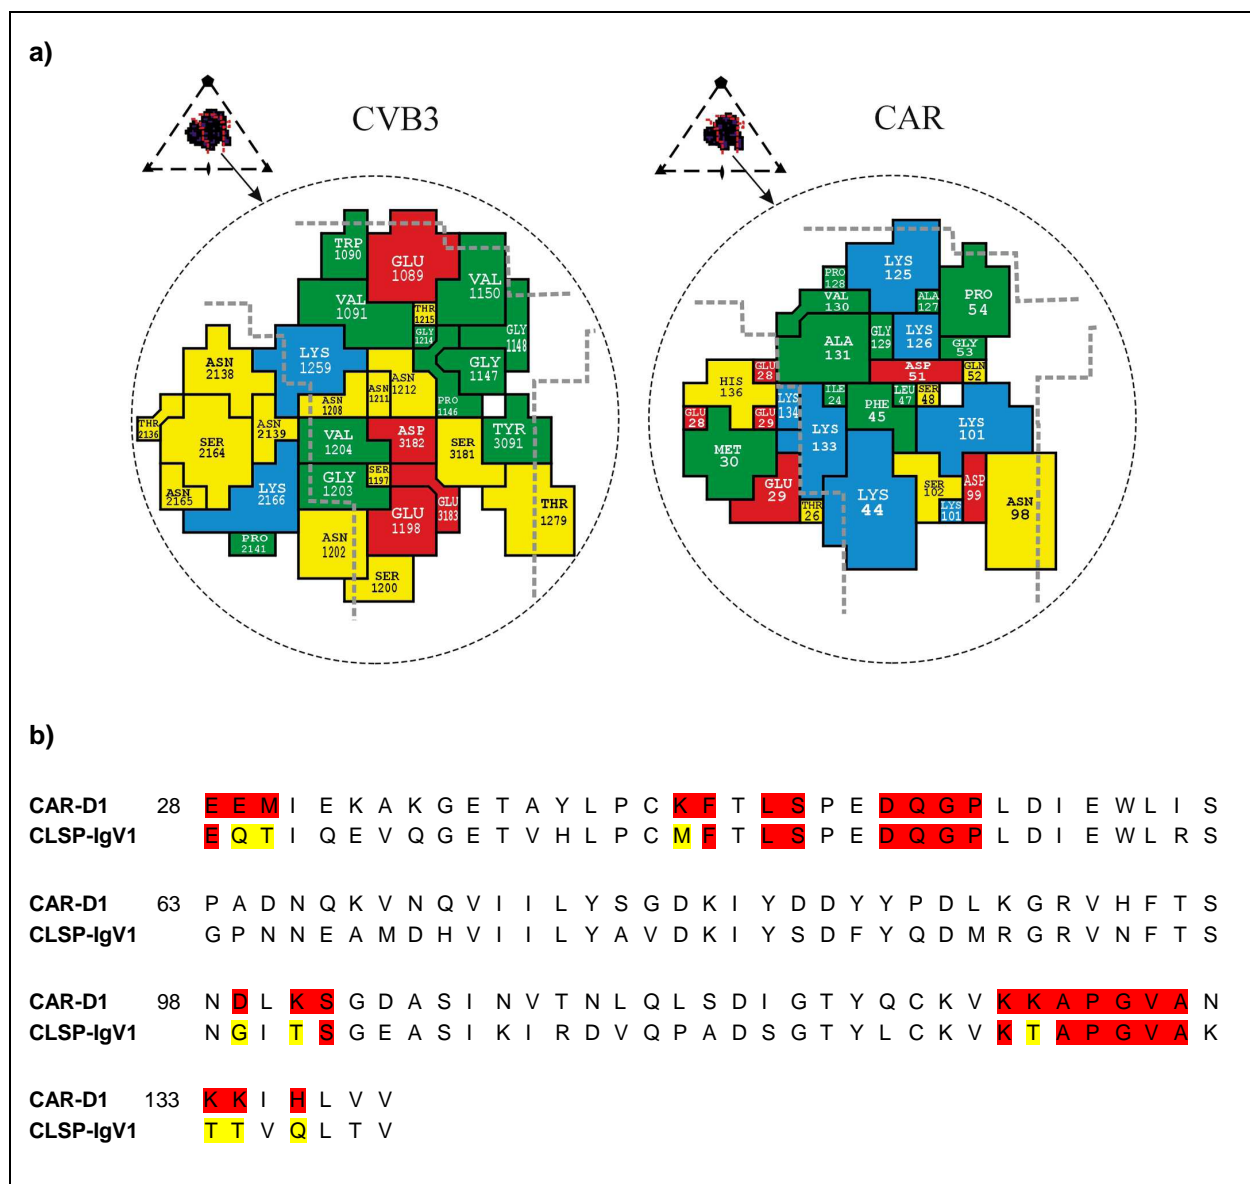 a)
CVB3
CAR
TRP
1090
GLU
1089
VAL
1150
VAL
1091
THR
1215
GLY
1214
GLY
1148
LYS
1259
ASN
2138
GLY
1147
ASN
1212
ASN
1211
PRO
1146
ASN
1208
THR
2136
SER
2164
ASN
2139
VAL
1204
ASP
3182
SER
3181
TYR
3091
ASN
2165
LYS
2166
GLY
1203
SER
1197
GLU
1198
GLU
3183
THR
1279
PRO
2141
ASN
1202
SER
1200
LYS
125
PRO
128
PRO
54
VAL
130
ALA
127
ALA
131
GLY
129
LYS
126
GLY
53
GLU
28
ASP
51
GLN
52
HIS
136
ILE
24
LEU
47
SER
48
LYS
134
PHE
45
GLU
28
GLU
29
LYS
101
MET
30
LYS
133
GLU
29
LYS
44
SER
102
ASP
99
ASN
98
THR
26
LYS
101
b)
CAR-D1 28 E E M I E K A K G E T A Y L P C K F T L S P E D Q G P L D I E W L I S
CLSP-IgV1 E Q T I Q E V Q G E T V H L P C M F T L S P E D Q G P L D I E W L R S
CAR-D1 63 P A D N Q K V N Q V I I L Y S G D K I Y D D Y Y P D L K G R V H F T S
CLSP-IgV1 G P N N E A M D H V I I L Y A V D K I Y S D F Y Q D M R G R V N F T S
CAR-D1 98 N D L K S G D A S I N V T N L Q L S D I G T Y Q C K V K K A P G V A N
CLSP-IgV1 N G I T S G E A S I K I R D V Q P A D S G T Y L C K V K T A P G V A K
CAR-D1 133 K K I H L V V
CLSP-IgV1 T T V Q L T V